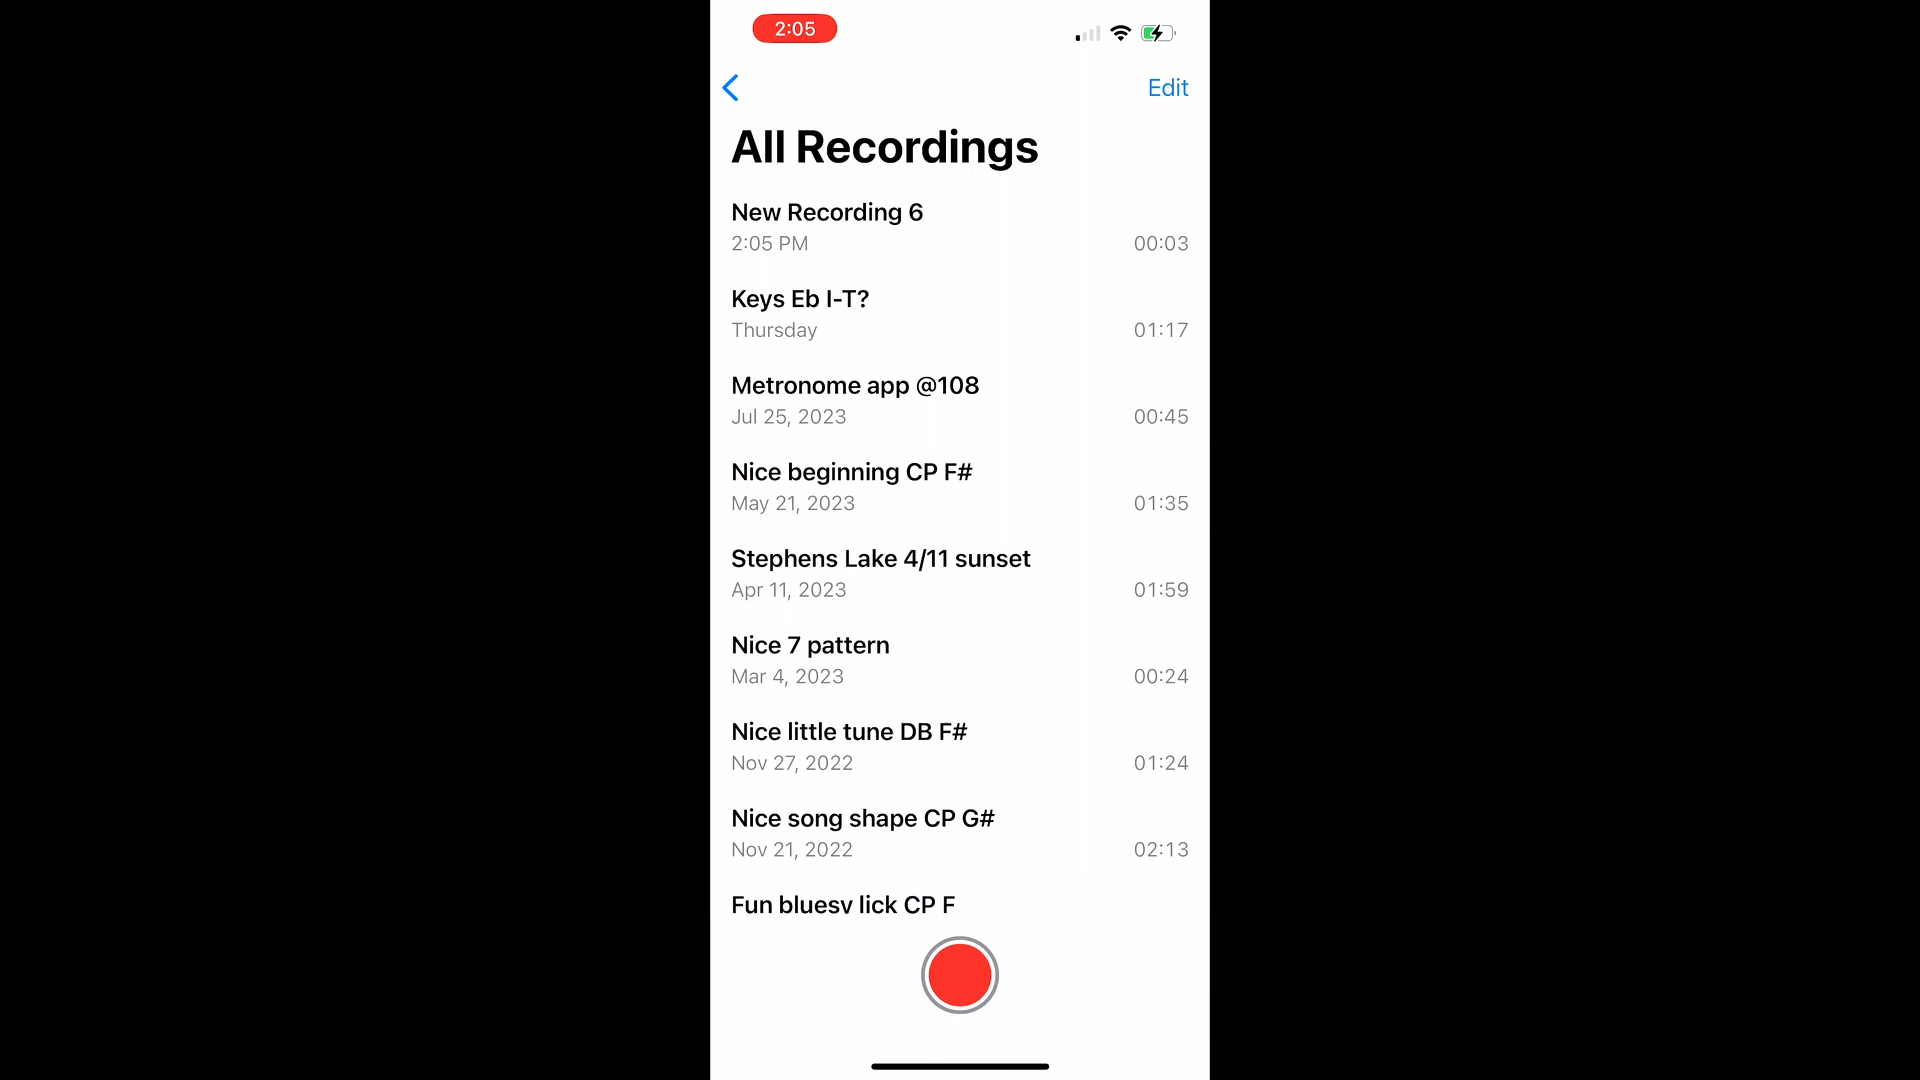 2:05
Edit
All Recordings
New Recording 6
2:05 PM 00:03
Keys Eb I-T?
Thursday 01:17
Metronome app @108
Jul 25, 2023 00:45
Nice beginning CP F#
May 21, 2023 01:35
Stephens Lake 4/11 sunset
Apr 11, 2023 01:59
Nice 7 pattern
Mar 4, 2023 00:24
Nice little tune DB F#
Nov 27, 2022 01:24
Nice song shape CP G#
Nov 21, 2022 02:13
Fun bluesy lick CP F